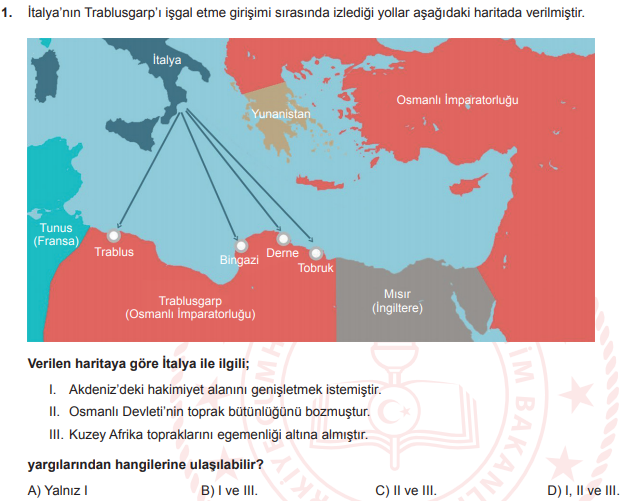 1. İtalya’nın Trablusgarp’ı işgal etme girişimi sırasında izlediği yollar aşağıdaki haritada verilmiştir.
İtalya
Yunanistan
Osmanlı İmparatorluğu
Tunus
(Fransa)
Trablus
Bingazi
Derne
Tobruk
Trablusgarp
(Osmanlı İmparatorluğu)
Mısır
(İngiltere)
Verilen haritaya göre İtalya ile ilgili;
I. Akdeniz’deki hakimiyet alanını genişletmek istemiştir.
II. Osmanlı Devleti’nin toprak bütünlüğünü bozmuştur.
III. Kuzey Afrika topraklarını egemenliği altına almıştır.
yargılarından hangilerine ulaşılabilir?
A) Yalnız I B) I ve III. C) II ve III. D) I, II ve III.